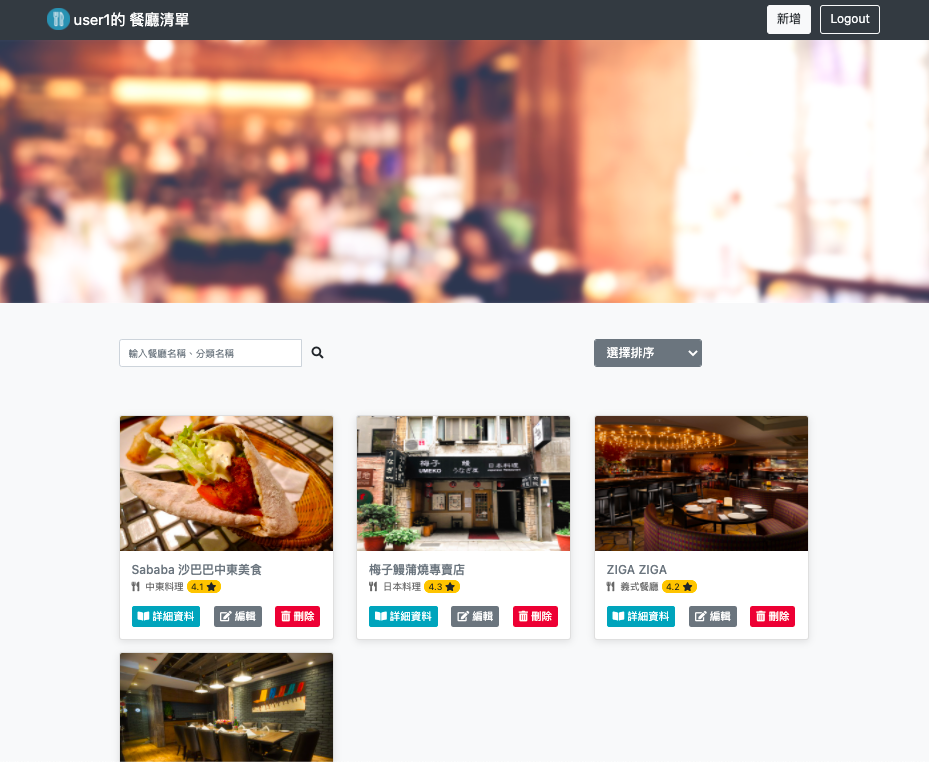 user1的 餐廳清單
新增
Logout
輸入餐廳名稱、分類名稱
選擇排序
梅子 鰻 日本料理
UMEKO うなぎ屋
Sababa 沙巴巴中東美食
中東料理 4.1
詳細資料 編輯 刪除
梅子鰻蒲燒專賣店
日本料理 4.3
詳細資料 編輯 刪除
ZIGA ZIGA
義式餐廳 4.2
詳細資料 編輯 刪除